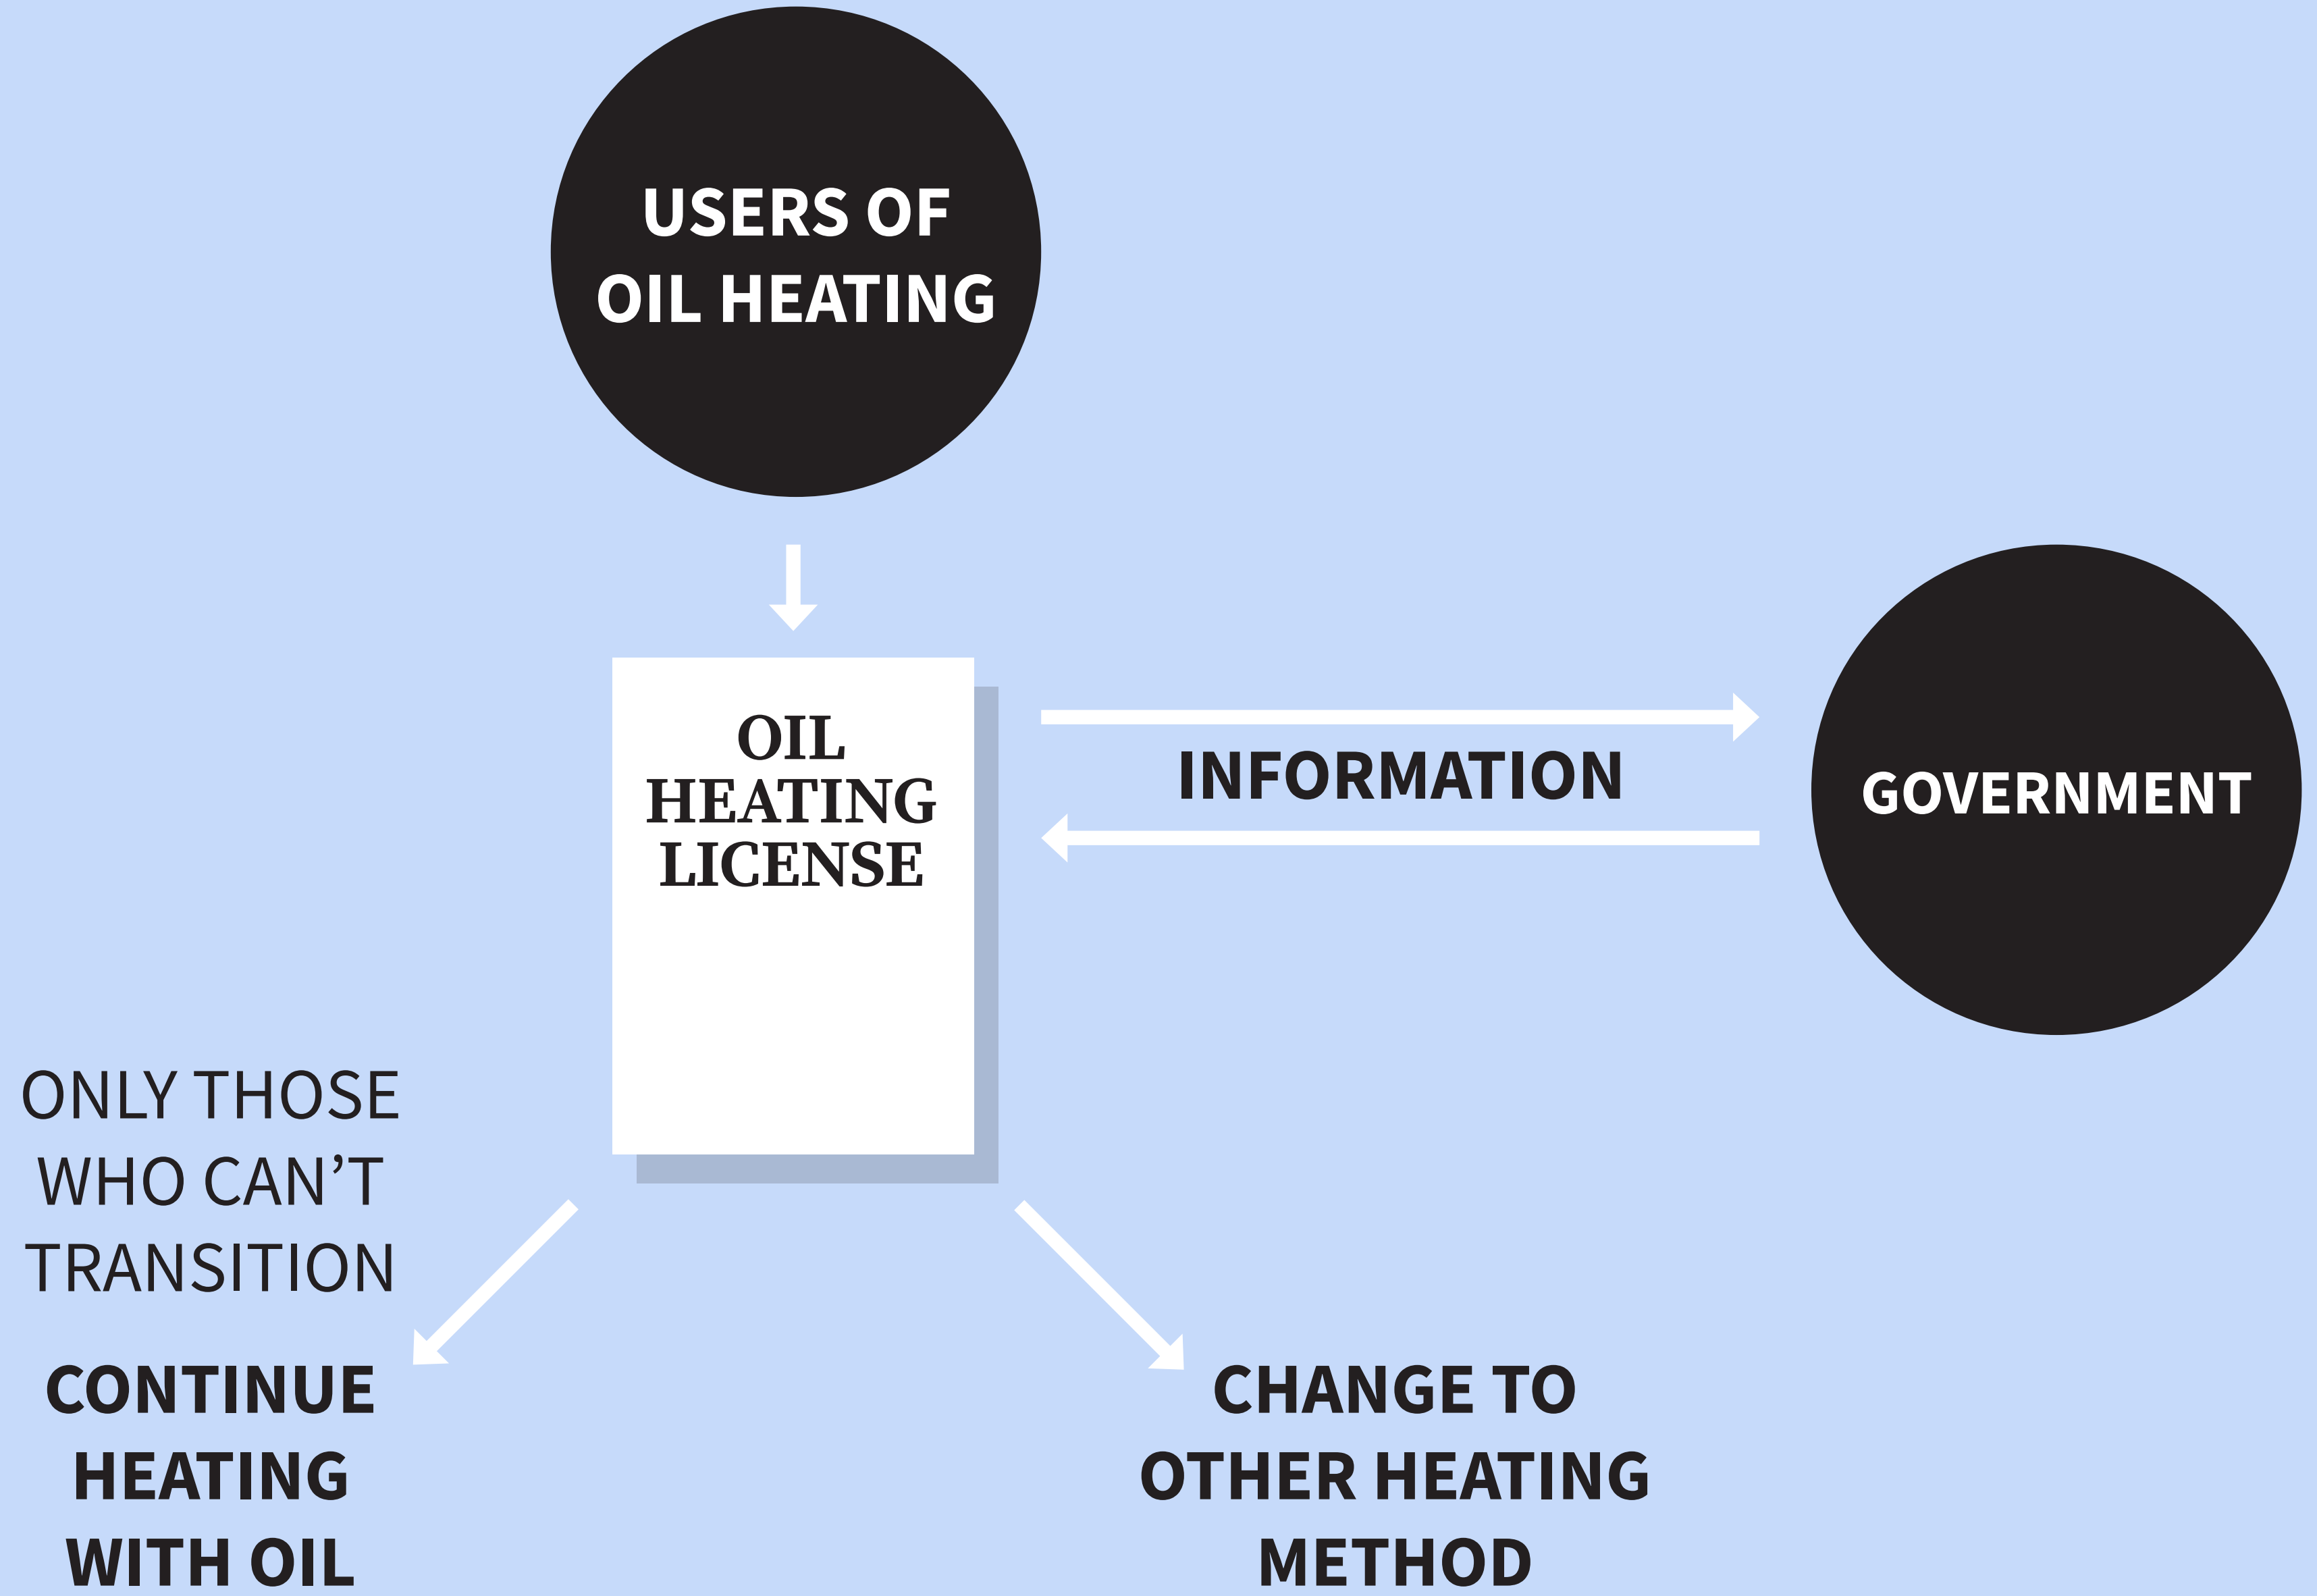 USERS OF
OIL HEATING
OIL
HEATING
LICENSE
INFORMATION
GOVERNMENT
ONLY THOSE
WHO CAN’T
TRANSITION
CONTINUE
HEATING
WITH OIL
CHANGE TO
OTHER HEATING
METHOD